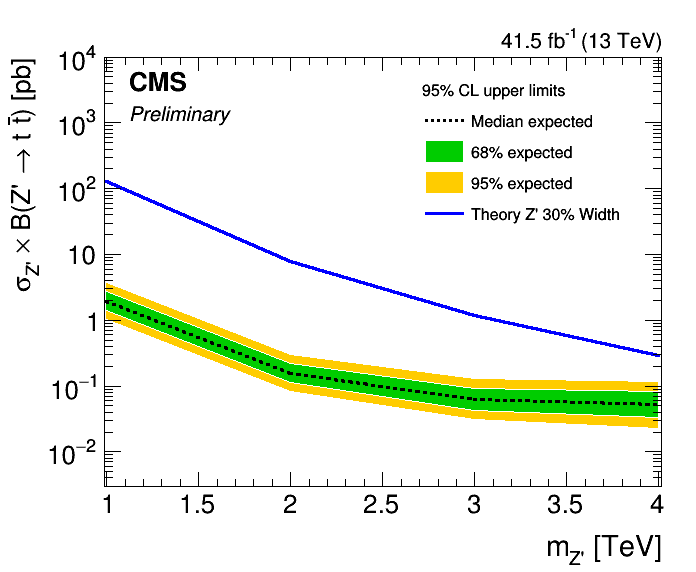 41.5 fb⁻¹ (13 TeV)
CMS
Preliminary
95% CL upper limits
Median expected
68% expected
95% expected
Theory Z' 30% Width
σ_Z' × B(Z' → t t̄) [pb]
10⁴
10³
10²
10
1
10⁻¹
10⁻²
1 1.5 2 2.5 3 3.5 4
m_Z' [TeV]